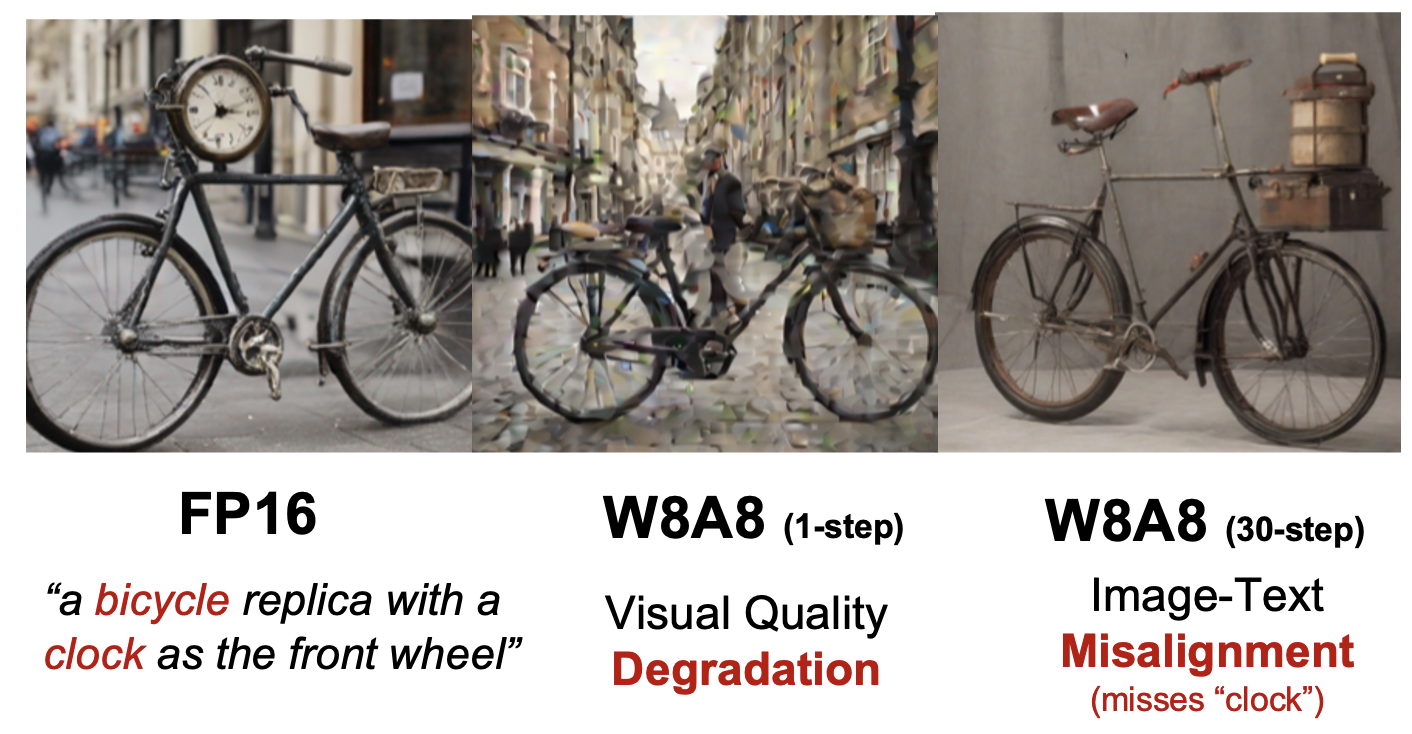 FP16
“a bicycle replica with a
clock as the front wheel”
W8A8 (1-step)
Visual Quality
Degradation
W8A8 (30-step)
Image-Text
Misalignment
(misses “clock”)